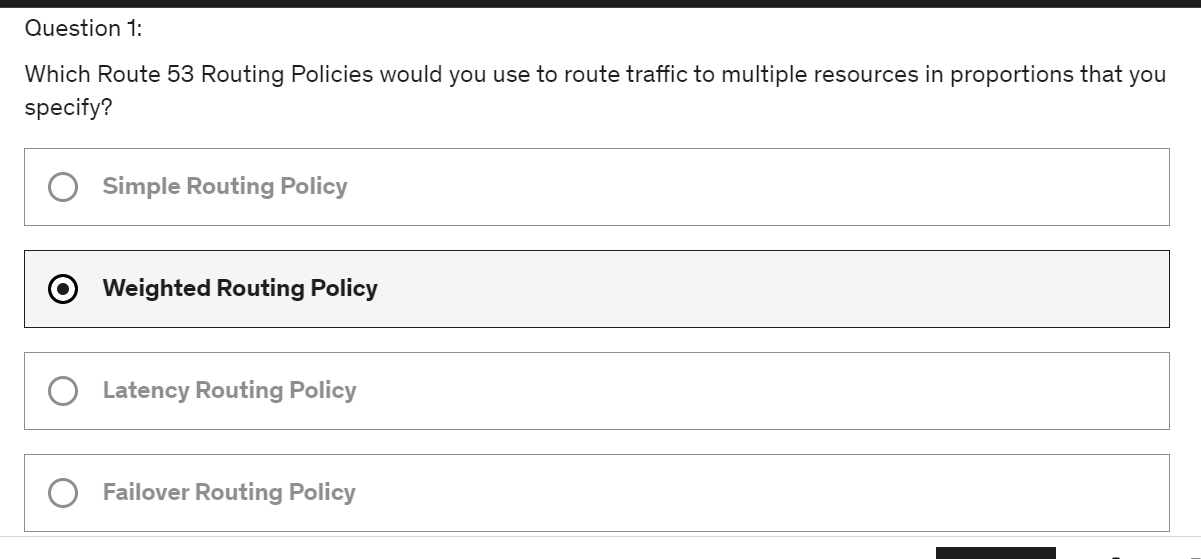 Question 1:
Which Route 53 Routing Policies would you use to route traffic to multiple resources in proportions that you
specify?
Simple Routing Policy
Weighted Routing Policy
Latency Routing Policy
Failover Routing Policy